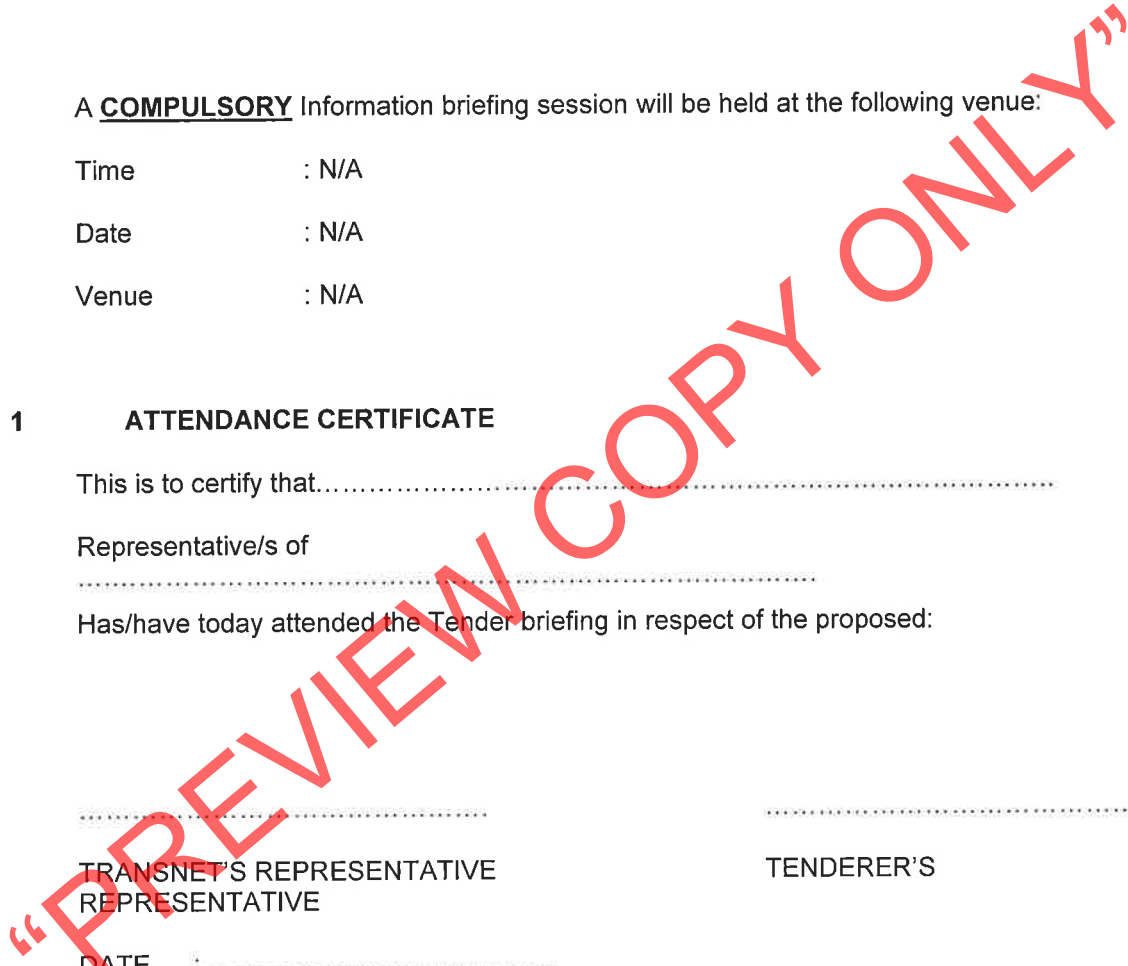 A COMPULSORY Information briefing session will be held at the following venue:
Time : N/A
Date : N/A
Venue : N/A
1 ATTENDANCE CERTIFICATE
This is to certify that……………………………………………………………………………
Representative/s of
……………………………………………………………………………
Has/have today attended the Tender briefing in respect of the proposed:
………………………………………… ……………………………………
TRANSNET'S REPRESENTATIVE TENDERER'S
REPRESENTATIVE
DATE :
“PREVIEW COPY ONLY”